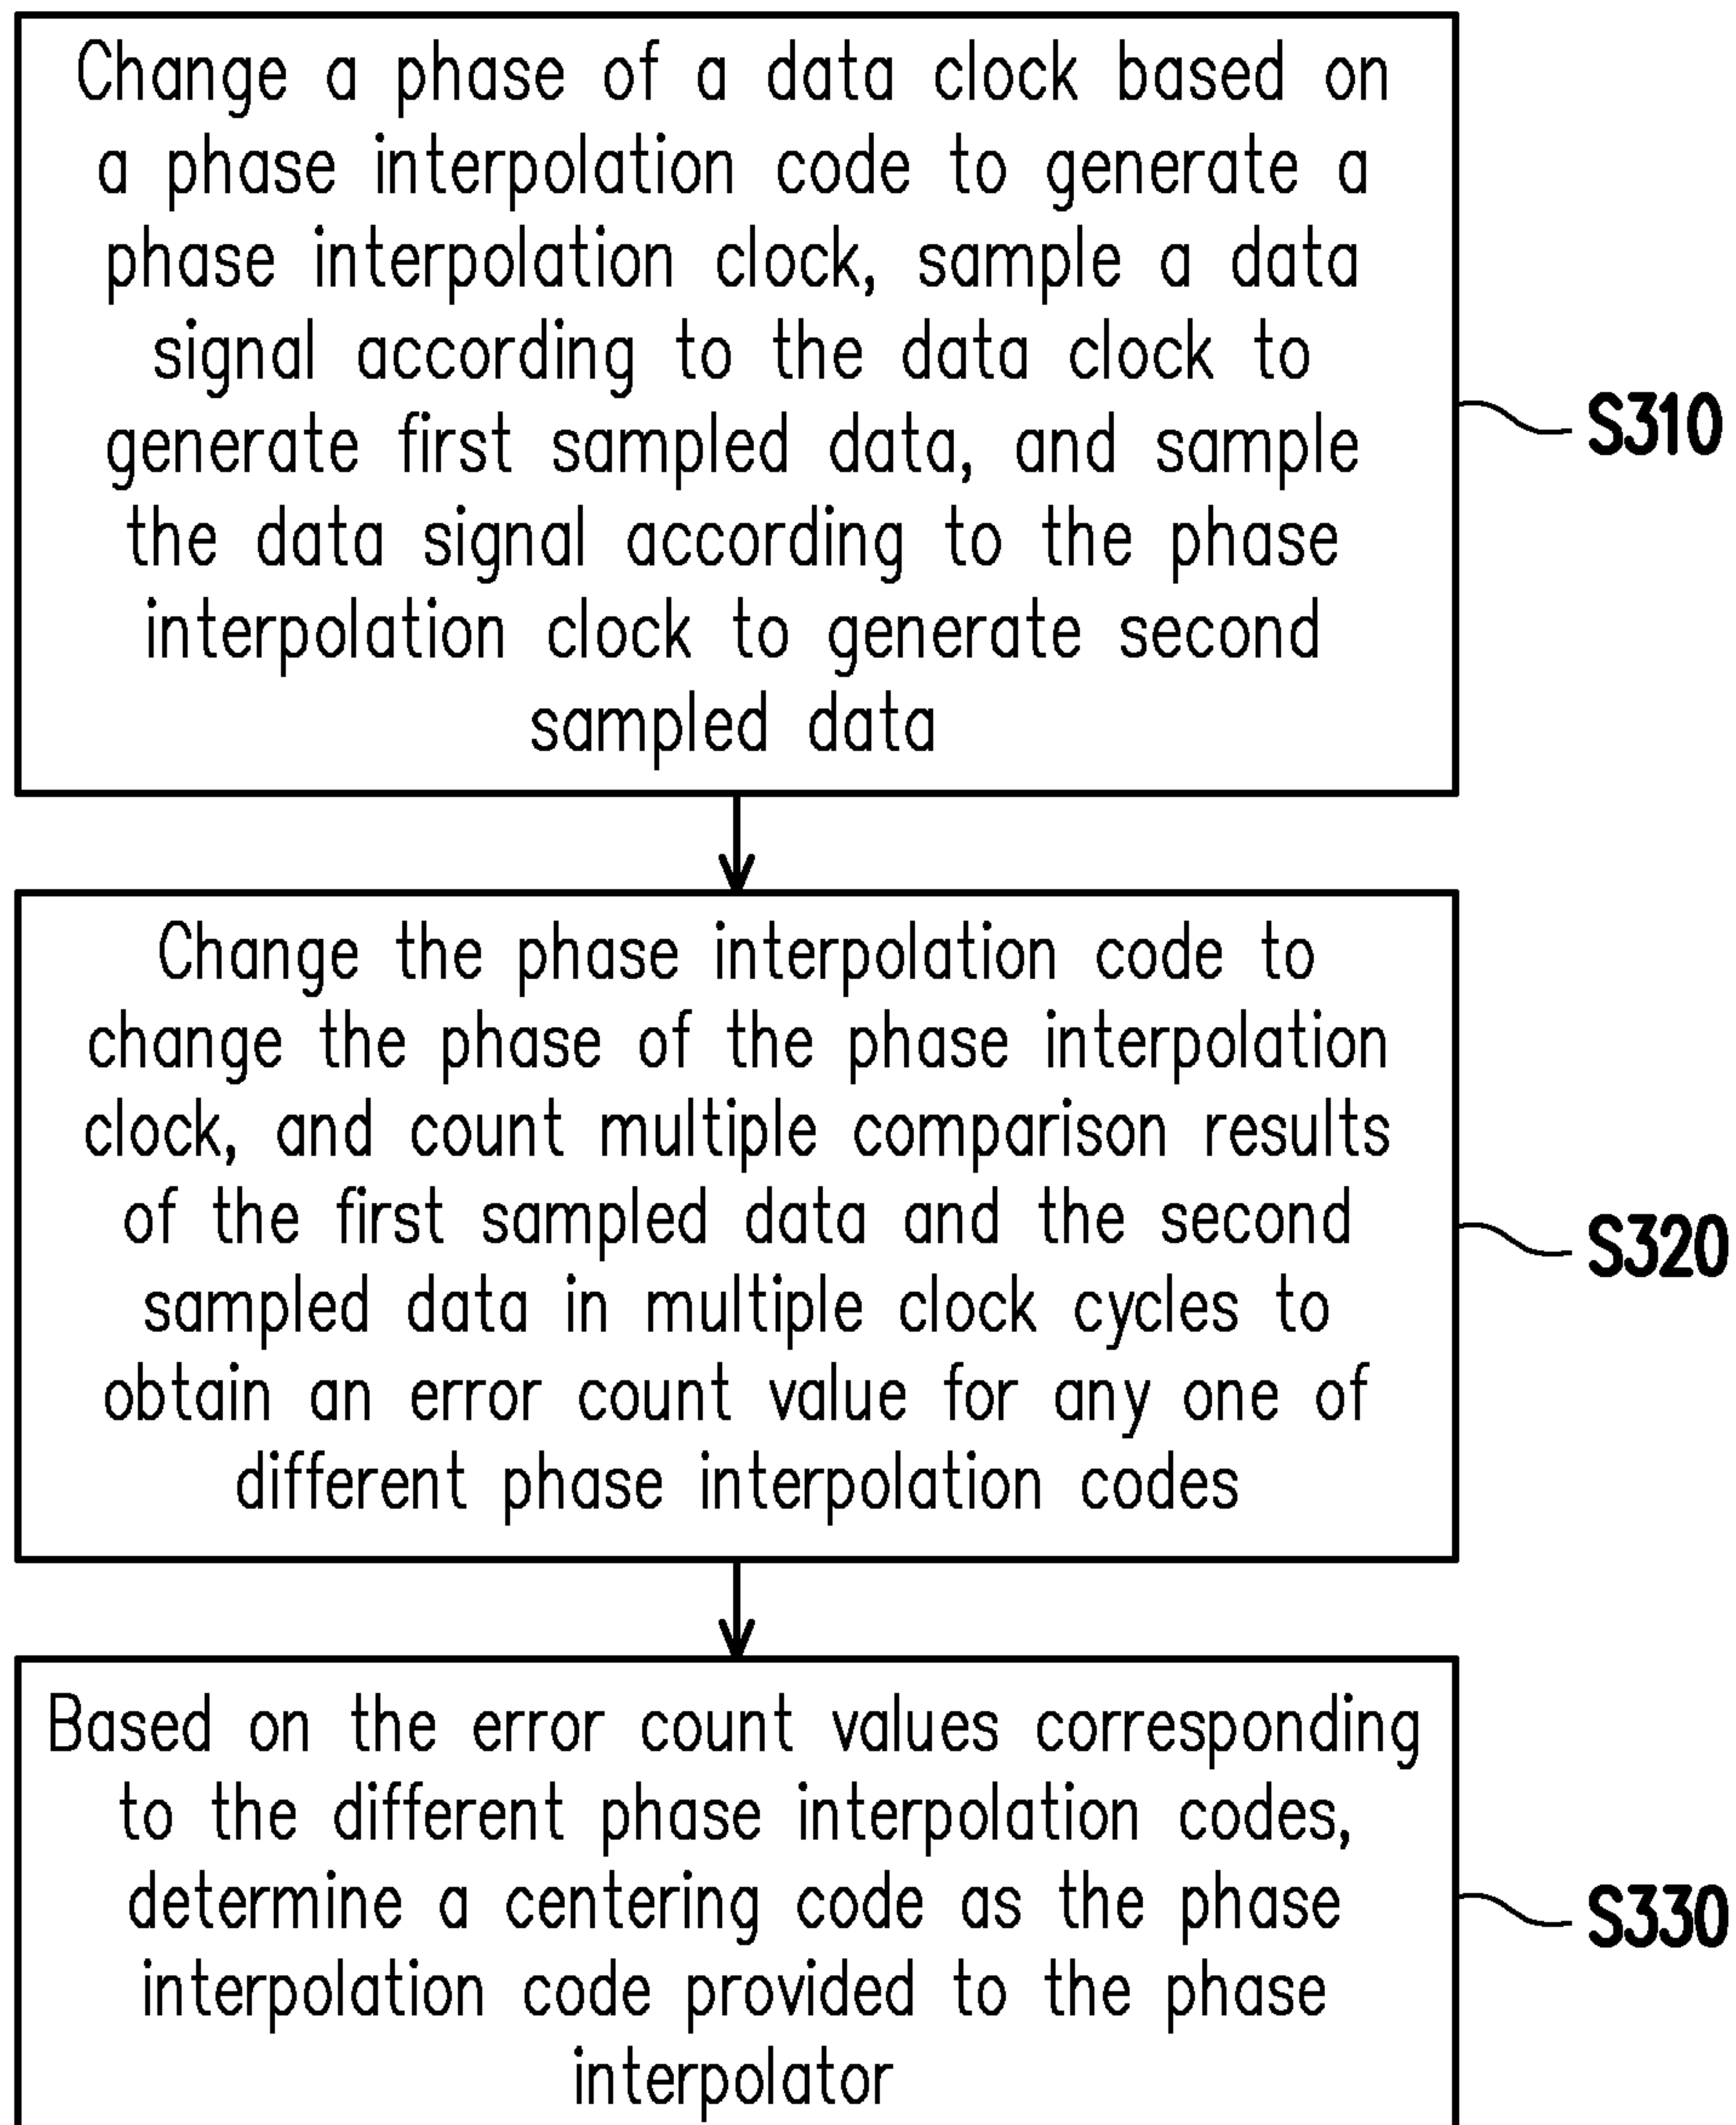 Change a phase of a data clock based on
a phase interpolation code to generate a
phase interpolation clock, sample a data
signal according to the data clock to
generate first sampled data, and sample
the data signal according to the phase
interpolation clock to generate second
sampled data
S310
Change the phase interpolation code to
change the phase of the phase interpolation
clock, and count multiple comparison results
of the first sampled data and the second
sampled data in multiple clock cycles to
obtain an error count value for any one of
different phase interpolation codes
S320
Based on the error count values corresponding
to the different phase interpolation codes,
determine a centering code as the phase
interpolation code provided to the phase
interpolator
S330